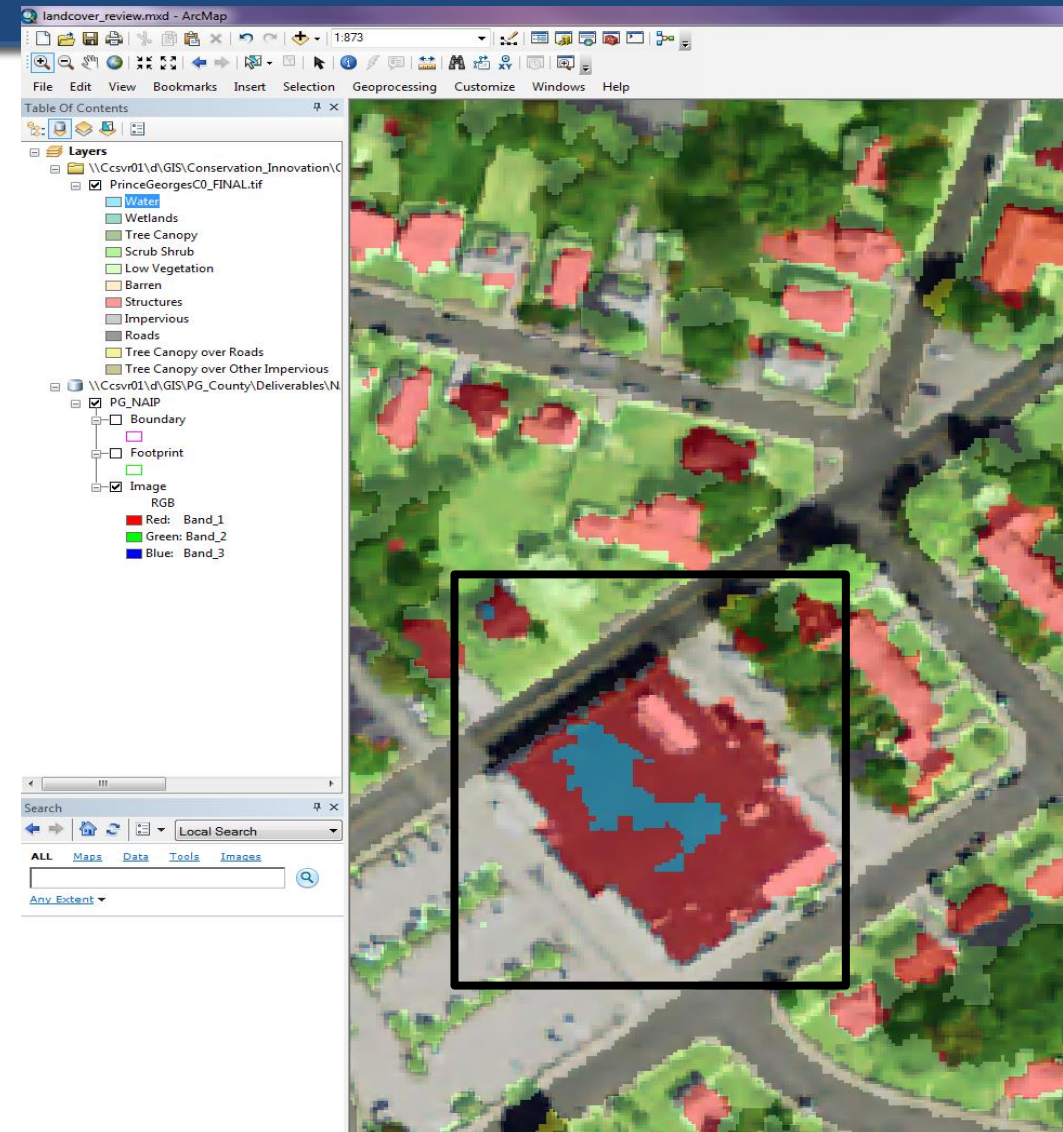 landcover_review.mxd - ArcMap
1:873
File Edit View Bookmarks Insert Selection Geoprocessing Customize Windows Help
Table Of Contents
Layers
\\Ccsvr01\d\GIS\Conservation_Innovation\C
PrinceGeorgesC0_FINAL.tif
Water
Wetlands
Tree Canopy
Scrub Shrub
Low Vegetation
Barren
Structures
Impervious
Roads
Tree Canopy over Roads
Tree Canopy over Other Impervious
\\Ccsvr01\d\GIS\PG_County\Deliverables\N
PG_NAIP
Boundary
Footprint
Image
RGB
Red: Band_1
Green: Band_2
Blue: Band_3
Search
Local Search
ALL Maps Data Tools Images
Any Extent